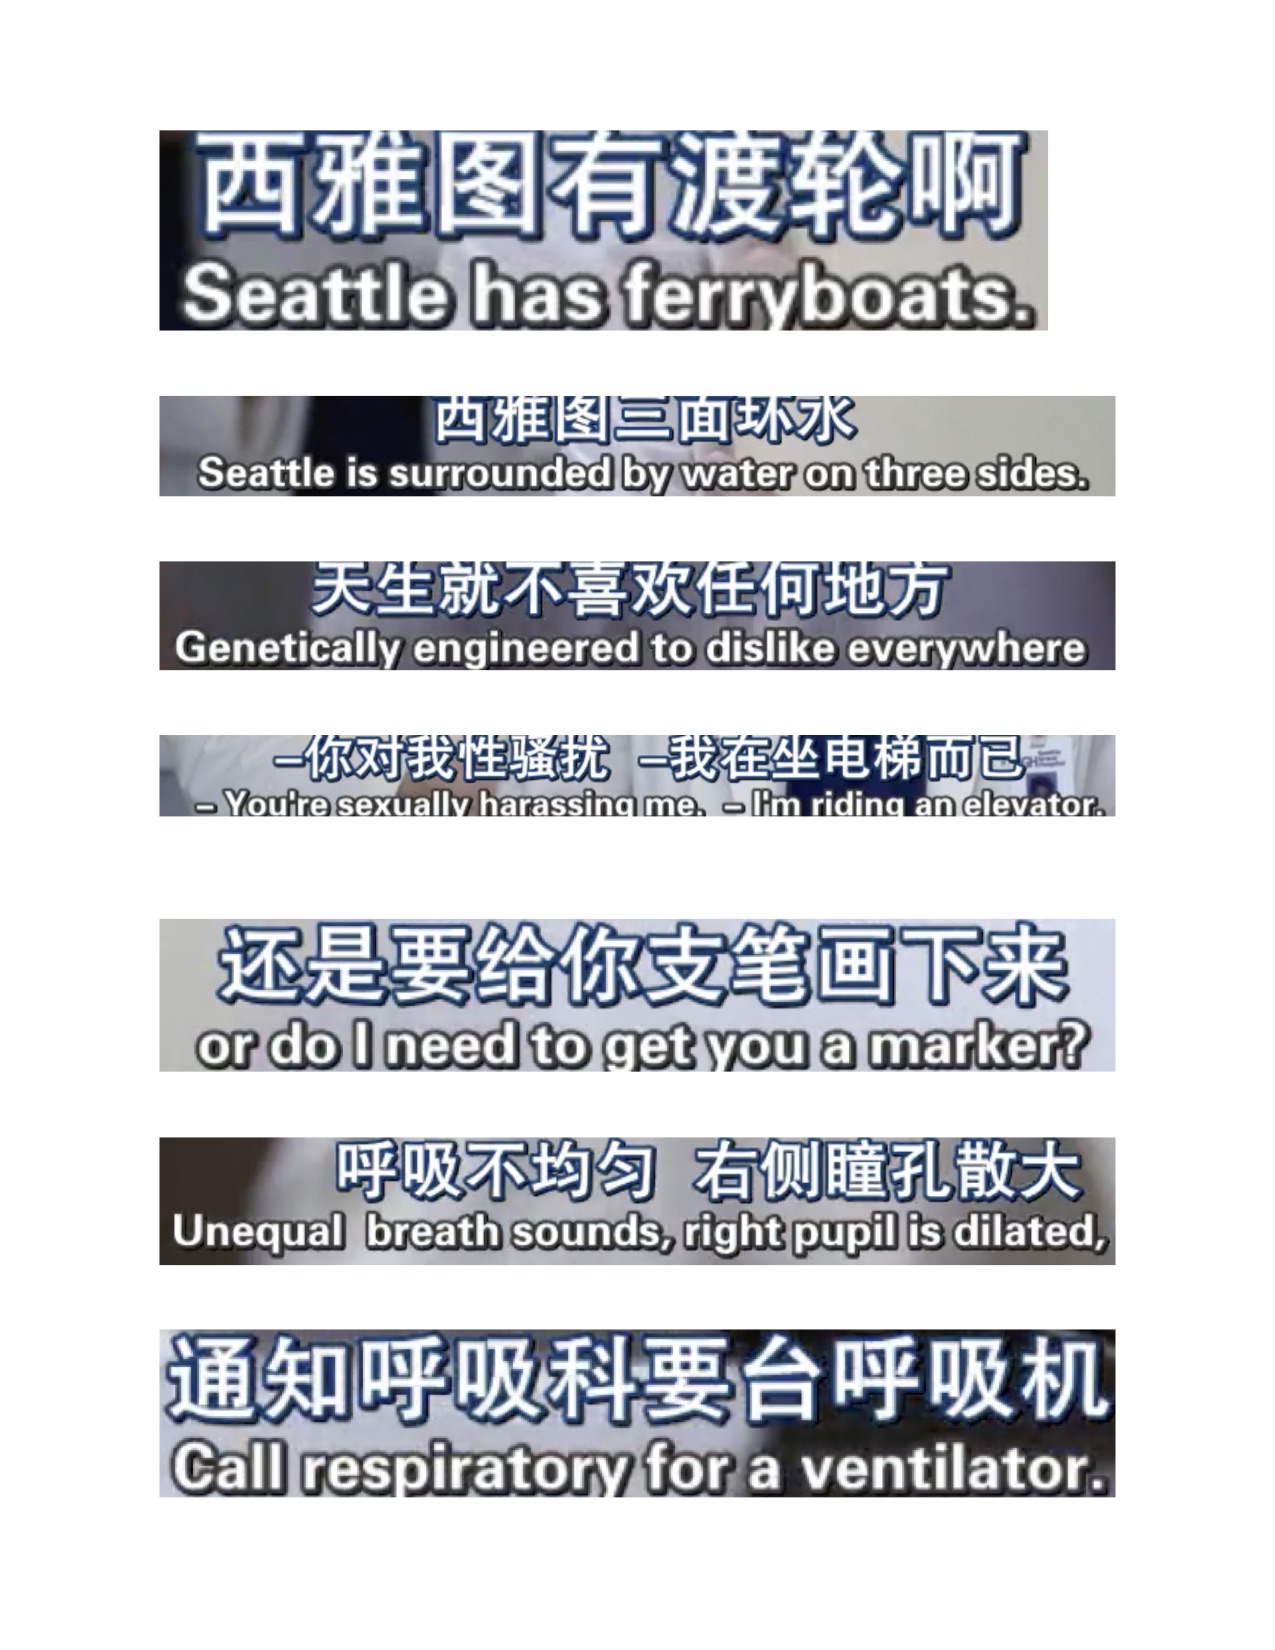 西雅图有渡轮啊
Seattle has ferryboats.
西雅图三面环水
Seattle is surrounded by water on three sides.
天生就不喜欢任何地方
Genetically engineered to dislike everywhere
–你对我性骚扰 –我在坐电梯而已
– You're sexually harassing me. – I'm riding an elevator.
还是要给你支笔画下来
or do I need to get you a marker?
呼吸不均匀 右侧瞳孔散大
Unequal breath sounds, right pupil is dilated,
通知呼吸科要台呼吸机
Call respiratory for a ventilator.